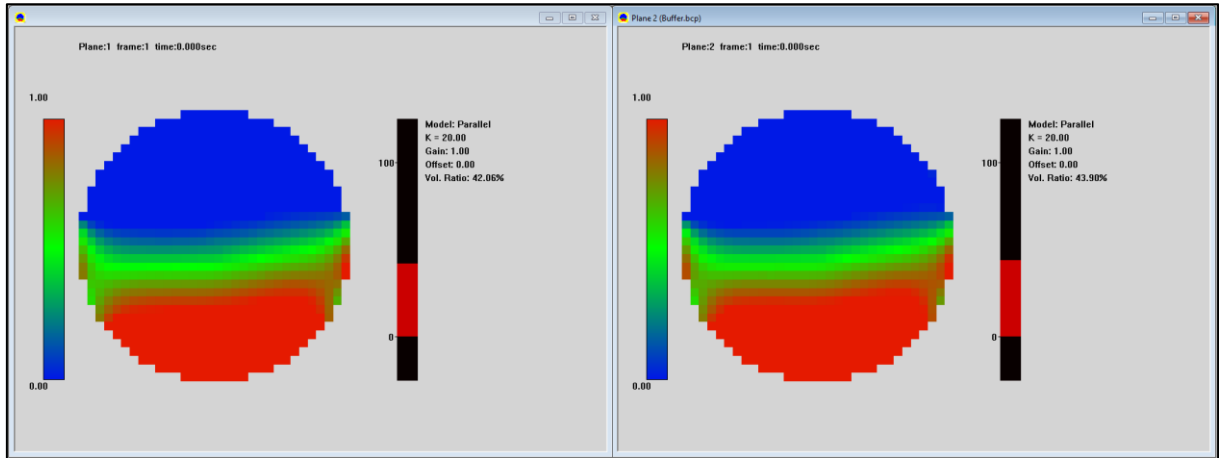 Plane:1 frame:1 time:0.000sec
1.00
Model: Parallel
K = 20.00
Gain: 1.00
Offset: 0.00
Vol. Ratio: 42.06%
100
0
0.00
Plane 2 (Buffer.bcp)
Plane:2 frame:1 time:0.000sec
1.00
Model: Parallel
K = 20.00
Gain: 1.00
Offset: 0.00
Vol. Ratio: 43.90%
100
0
0.00